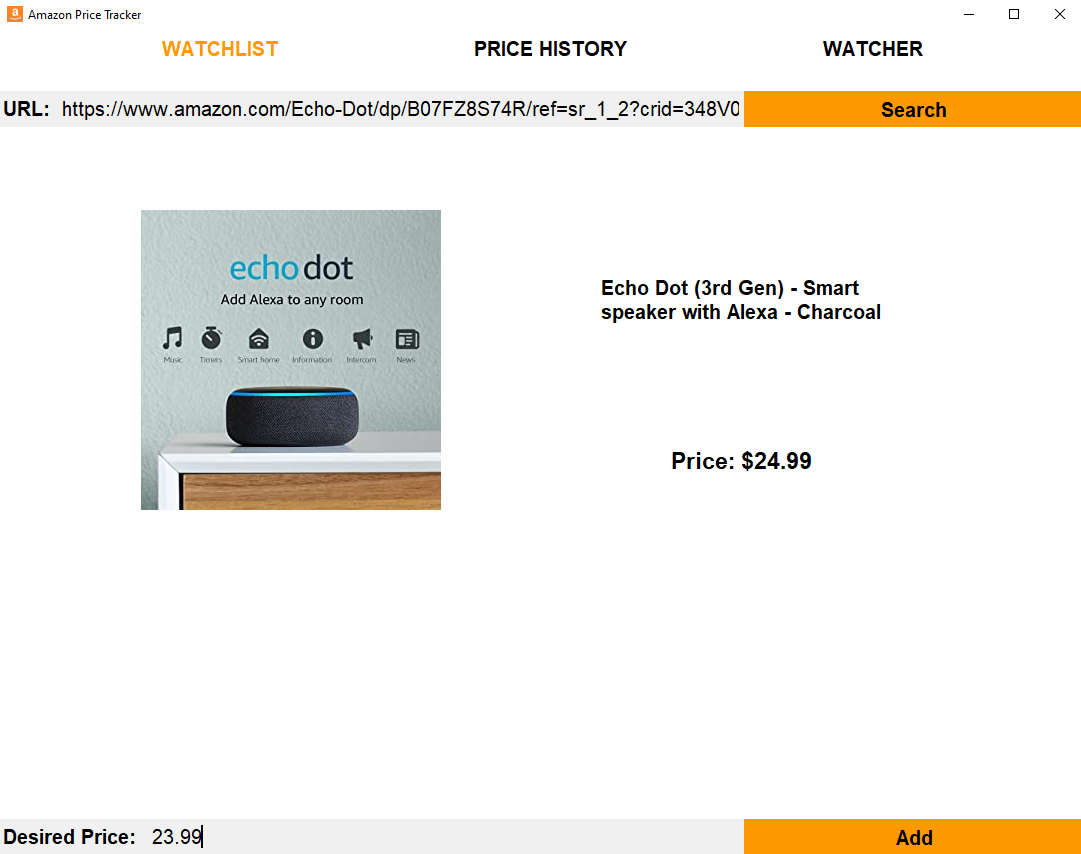 Amazon Price Tracker
WATCHLIST PRICE HISTORY WATCHER
URL: https://www.amazon.com/Echo-Dot/dp/B07FZ8S74R/ref=sr_1_2?crid=348V0 Search
echo dot
Add Alexa to any room
Music Timers Smart home Information Intercom News
Echo Dot (3rd Gen) - Smart
speaker with Alexa - Charcoal
Price: $24.99
Desired Price: 23.99 Add